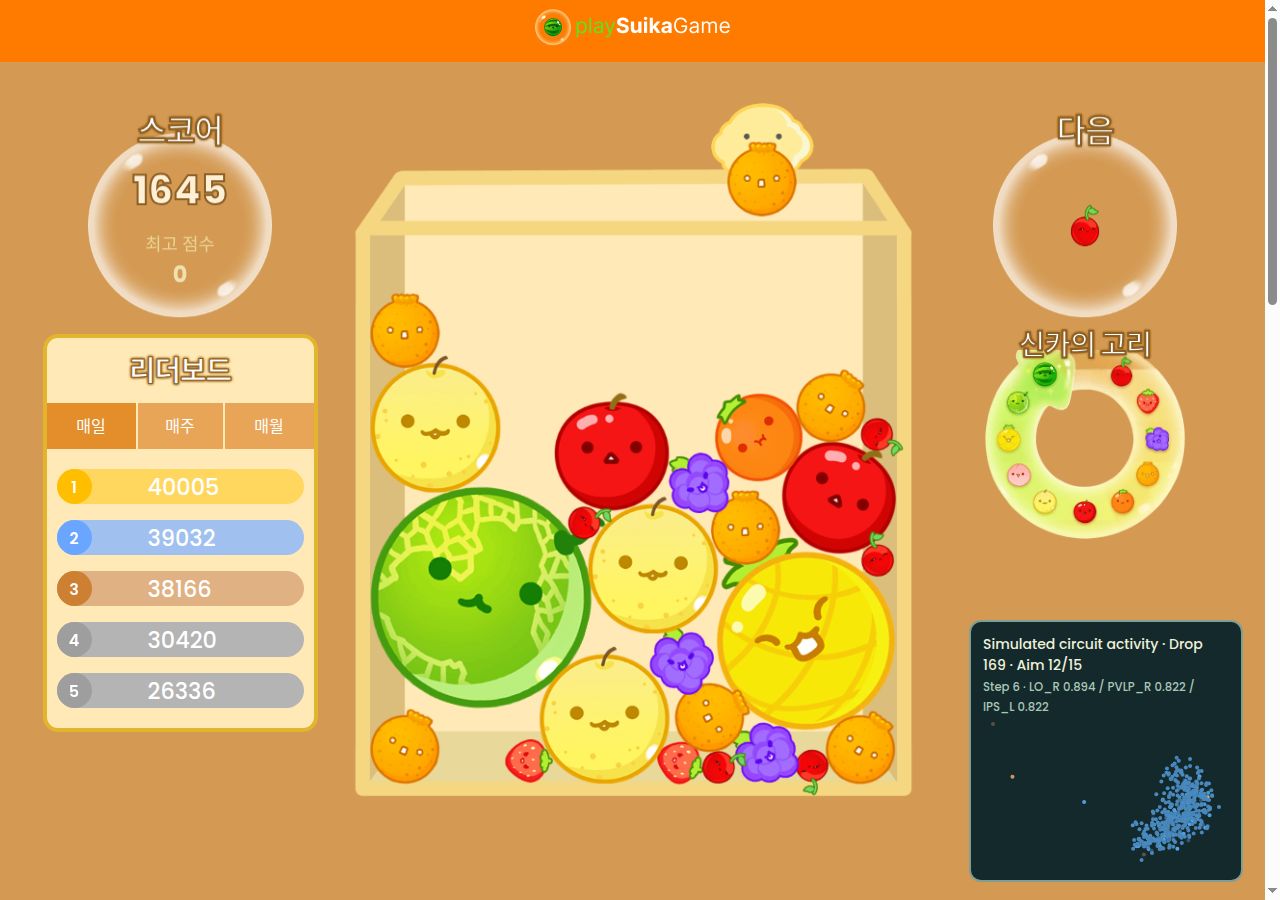 playSuikaGame
스코어
1645
최고 점수
0
리더보드
매일 매주 매월
1 40005
2 39032
3 38166
4 30420
5 26336
다음
신카의 고리
Simulated circuit activity · Drop
169 · Aim 12/15
Step 6 · LO_R 0.894 / PVLP_R 0.822 /
IPS_L 0.822